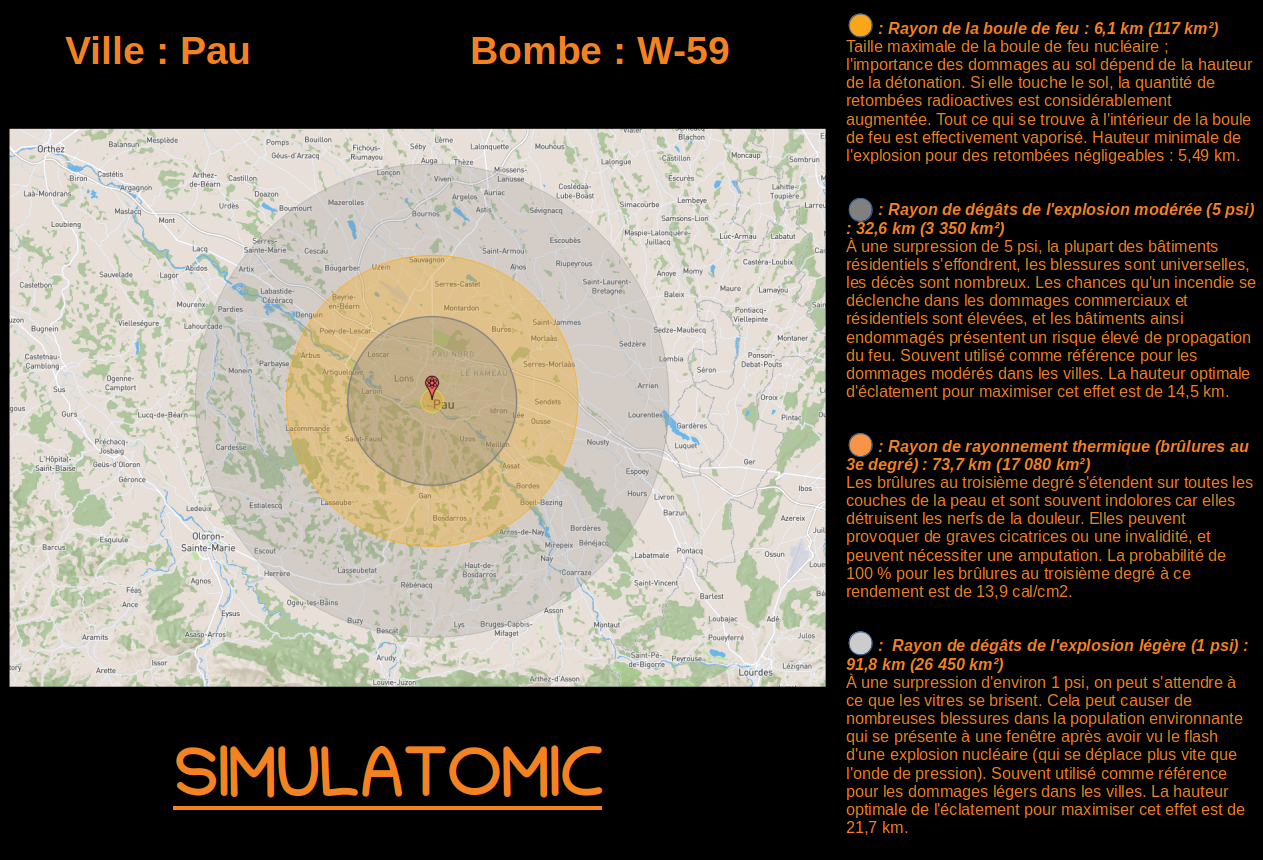 Ville : Pau
Bombe : W-59
: Rayon de la boule de feu : 6,1 km (117 km²)
Taille maximale de la boule de feu nucléaire ;
l'importance des dommages au sol dépend de la hauteur
de la détonation. Si elle touche le sol, la quantité de
retombées radioactives est considérablement
augmentée. Tout ce qui se trouve à l'intérieur de la boule
de feu est effectivement vaporisé. Hauteur minimale de
l'explosion pour des retombées négligeables : 5,49 km.
: Rayon de dégâts de l'explosion modérée (5 psi)
: 32,6 km (3 350 km²)
À une surpression de 5 psi, la plupart des bâtiments
résidentiels s'effondrent, les blessures sont universelles,
les décès sont nombreux. Les chances qu'un incendie se
déclenche dans les dommages commerciaux et
résidentiels sont élevées, et les bâtiments ainsi
endommagés présentent un risque élevé de propagation
du feu. Souvent utilisé comme référence pour les
dommages modérés dans les villes. La hauteur optimale
d'éclatement pour maximiser cet effet est de 14,5 km.
: Rayon de rayonnement thermique (brûlures au
3e degré) : 73,7 km (17 080 km²)
Les brûlures au troisième degré s'étendent sur toutes les
couches de la peau et sont souvent indolores car elles
détruisent les nerfs de la douleur. Elles peuvent
provoquer de graves cicatrices ou une invalidité, et
peuvent nécessiter une amputation. La probabilité de
100 % pour les brûlures au troisième degré à ce
rendement est de 13,9 cal/cm2.
: Rayon de dégâts de l'explosion légère (1 psi) :
91,8 km (26 450 km²)
À une surpression d'environ 1 psi, on peut s'attendre à
ce que les vitres se brisent. Cela peut causer de
nombreuses blessures dans la population environnante
qui se présente à une fenêtre après avoir vu le flash
d'une explosion nucléaire (qui se déplace plus vite que
l'onde de pression). Souvent utilisé comme référence
pour les dommages légers dans les villes. La hauteur
optimale de l'éclatement pour maximiser cet effet est de
21,7 km.
Orthez
Balansun
Mesplède
Pomps
Bouillon
Géus-d'Arzacq
Fichous-
Riumayou
Séby
Lème
Auga
Thèze
Lalonquette
Mouhous
Miossens-
Lanusse
Lalongue
Castillon
Moncaup
Sombrun
Biron
Castétis
Argagnon
Arthez-
de-Béarn
Castillon
Doazon
Urdès
Boumourt
Mazerolles
Lonçon
Viven
Argelos
Auriac
Astis
Bournos
Sévignacq
Coslédaà-
Lube-Boast
Escurès
Lembeye
Simacourbe
Samsons-Lion
Laà-Mondrans
Loubieng
Maslacq
Mont
Lacq
Serres-
Sainte-Marie
Cescau
Saint-Armou
Escoubès
Maspie-Lalonquère-
Juillacq
Luc-Armau
Labatut
Castéra-Loubix
Sauvelade
Lagor
Abidos
Artix
Bougarber
Uzein
Sauvagnon
Anos
Riupeyrous
Anoye
Momy
Castetbon
Labastide-
Cézéracq
Denguin
Beyrie-
en-Béarn
Serres-Castet
Montardon
Saint-Laurent-
Bretagne
Baleix
Maure
Lamayou
Mourenx
Pardies
Vielleségure
Lahourcade
Poey-de-Lescar
Buros
Saint-Jammes
Morlaàs
Sedze-Maubecq
Pontiacq-
Viellepinte
Montaner
Bugnein
Castetnau-
Camblong
Arbus
Lescar
PAU NORD
LE HAMEAU
Serres-Morlaàs
Sedzère
Lombia
Ponson-
Debat-Pouts
Sus
Ogenne-
Camptort
Monein
Parbayse
Artiguelouve
Lons
Laroin
Pau
Sendets
Arrien
Séron
Oroix
Gurs
Lucq-de-Béarn
Idron
Lée
Ousse
Lourenties
Gardères
Luquet
Pintac
Préchacq-
Josbaig
Cardesse
Lacommande
Saint-Faust
Uzos
Meillon
Nousty
L'Hôpital-
Saint-Blaise
Geüs-d'Oloron
Géronce
Assat
Bordes
Espoey
Ger
Ibos
Ledeuix
Estialescq
Lasseube
Gan
Bosdarros
Boeil-Bezing
Hours
Livron
Barzun
Azereix
Oloron-
Sainte-Marie
Esquiule
Barcus
Escout
Arros-de-Nay
Bordères
Mirepeix
Bénéjacq
Nay
Labatmale
Pontacq
Ossun
Agnos
Herrère
Lasseubetat
Haut-de-
Bosdarros
Rébénacq
Coarraze
Saint-Vincent
Barlest
Féas
Ance
Eysus
Ogeu-les-Bains
Buzy
Bescat
Lys
Bruges-Capbis-
Mifaget
Asson
Montaut
Loubajac
Adé
Poueyferré
Julos
Aramits
Asasp-Arros
Issor
Arette
Arudy
Louvie-Juzon
Arthez-d'Asson
Saint-Pé-
de-Bigorre
Peyrouse
Lourdes
Lézignan
SIMULATOMIC